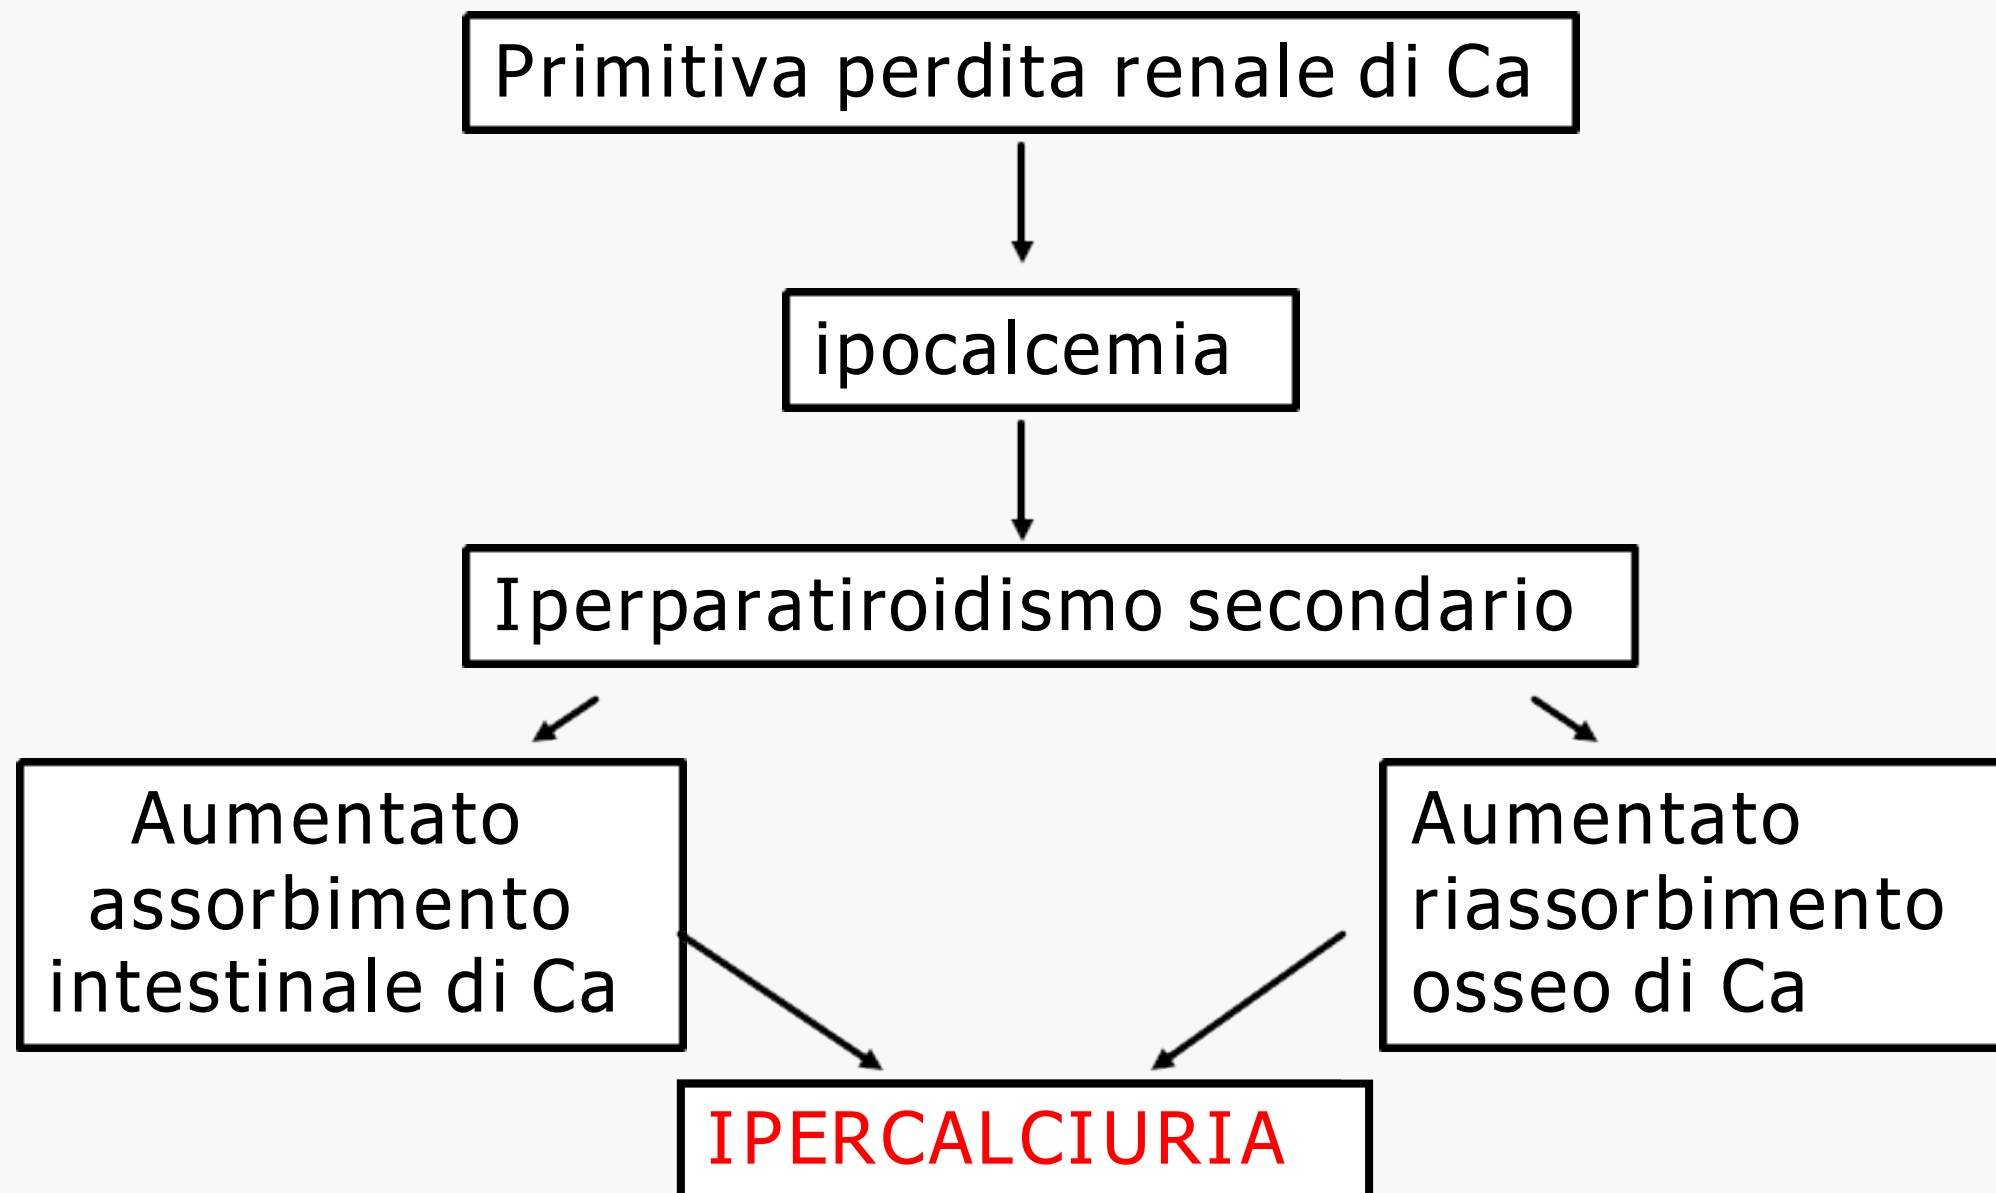 Primitiva perdita renale di Ca
ipocalcemia
Iperparatiroidismo secondario
Aumentato
assorbimento
intestinale di Ca
Aumentato
riassorbimento
osseo di Ca
IPERCALCIURIA